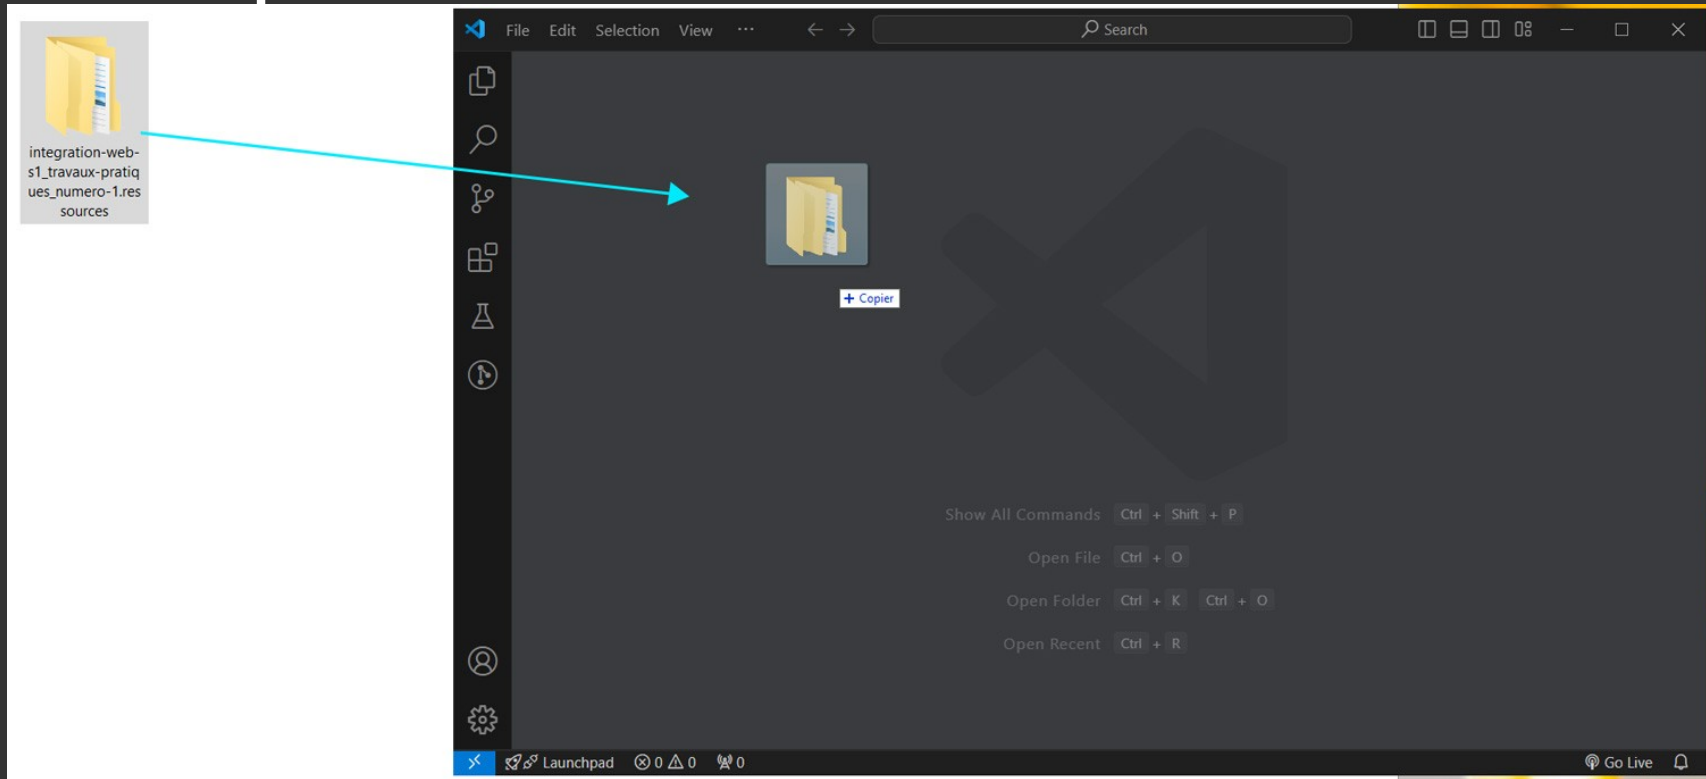 File Edit Selection View ···
Search
integration-web-
s1_travaux-pratiq
ues_numero-1.res
sources
+ Copier
Show All Commands Ctrl + Shift + P
Open File Ctrl + O
Open Folder Ctrl + K Ctrl + O
Open Recent Ctrl + R
Launchpad 0 0 0
Go Live